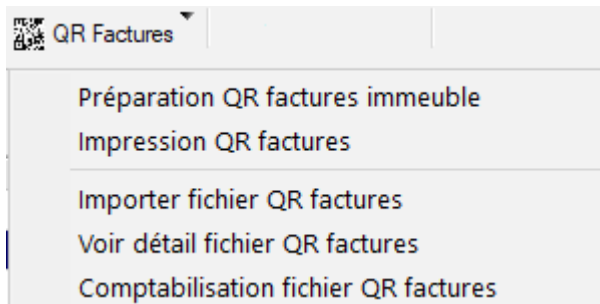 QR Factures
Préparation QR factures immeuble
Impression QR factures
Importer fichier QR factures
Voir détail fichier QR factures
Comptabilisation fichier QR factures